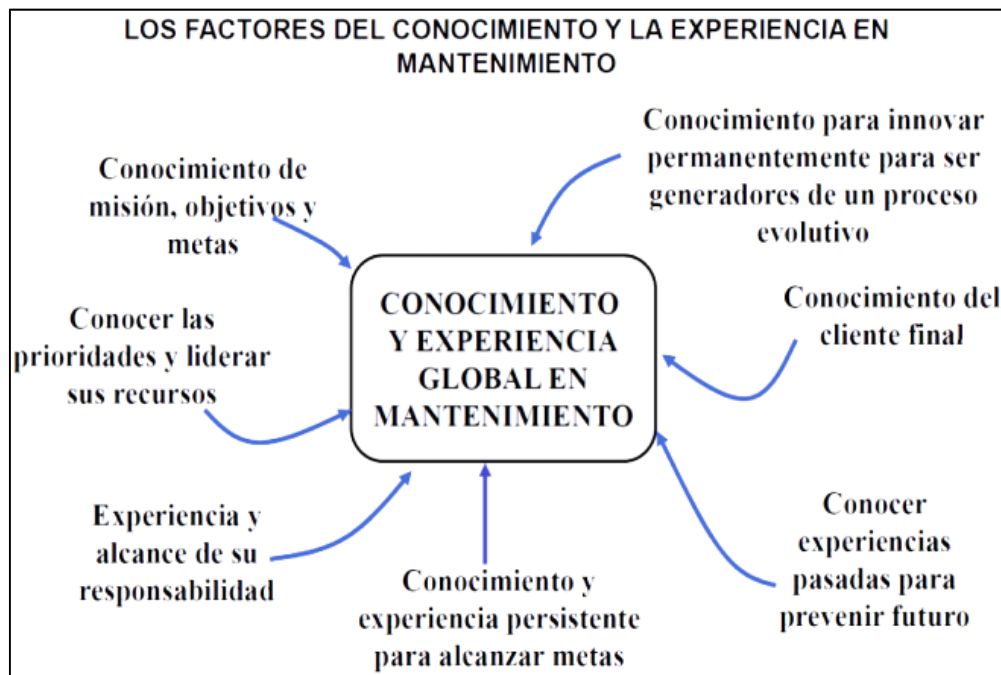 LOS FACTORES DEL CONOCIMIENTO Y LA EXPERIENCIA EN
MANTENIMIENTO
Conocimiento para innovar
permanentemente para ser
generadores de un proceso
evolutivo
Conocimiento de
misión, objetivos y
metas
CONOCIMIENTO
Y EXPERIENCIA
GLOBAL EN
MANTENIMIENTO
Conocimiento del
cliente final
Conocer las
prioridades y liderar
sus recursos
Experiencia y
alcance de su
responsabilidad
Conocimiento y
experiencia persistente
para alcanzar metas
Conocer
experiencias
pasadas para
prevenir futuro